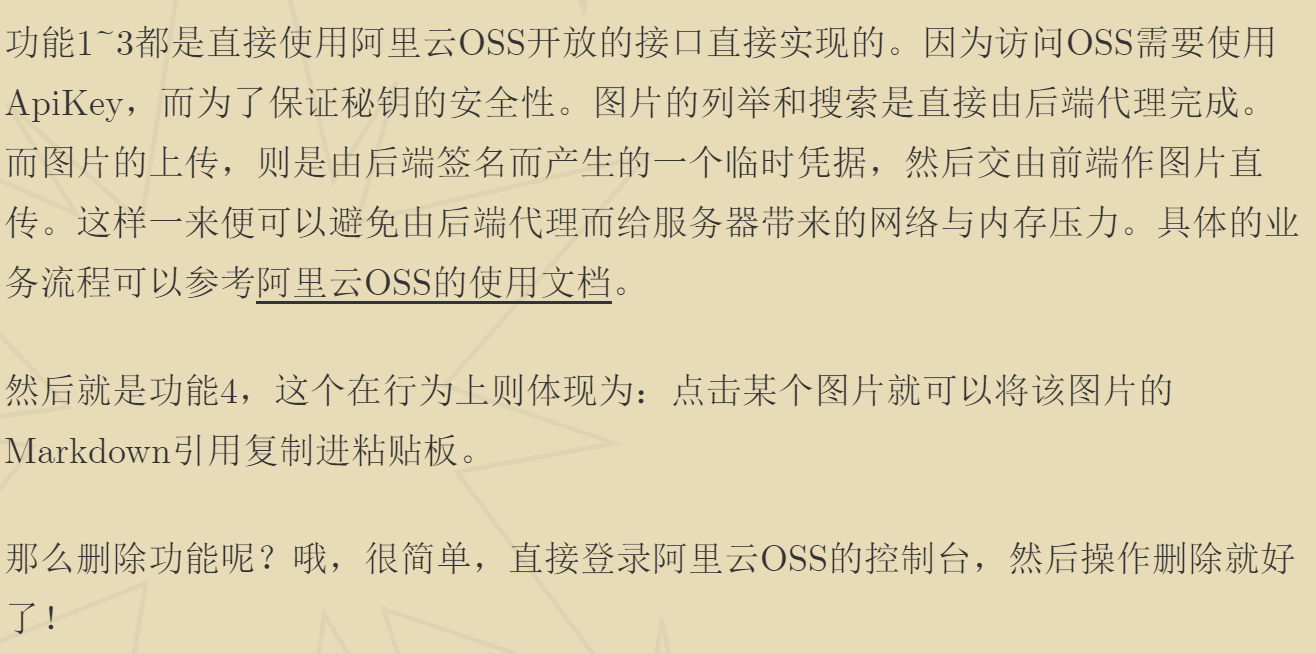 功能1~3都是直接使用阿里云OSS开放的接口直接实现的。因为访问OSS需要使用
ApiKey，而为了保证秘钥的安全性。图片的列举和搜索是直接由后端代理完成。
而图片的上传，则是由后端签名而产生的一个临时凭据，然后交由前端作图片直
传。这样一来便可以避免由后端代理而给服务器带来的网络与内存压力。具体的业
务流程可以参考阿里云OSS的使用文档。
然后就是功能4，这个在行为上则体现为：点击某个图片就可以将该图片的
Markdown引用复制进粘贴板。
那么删除功能呢？哦，很简单，直接登录阿里云OSS的控制台，然后操作删除就好
了！